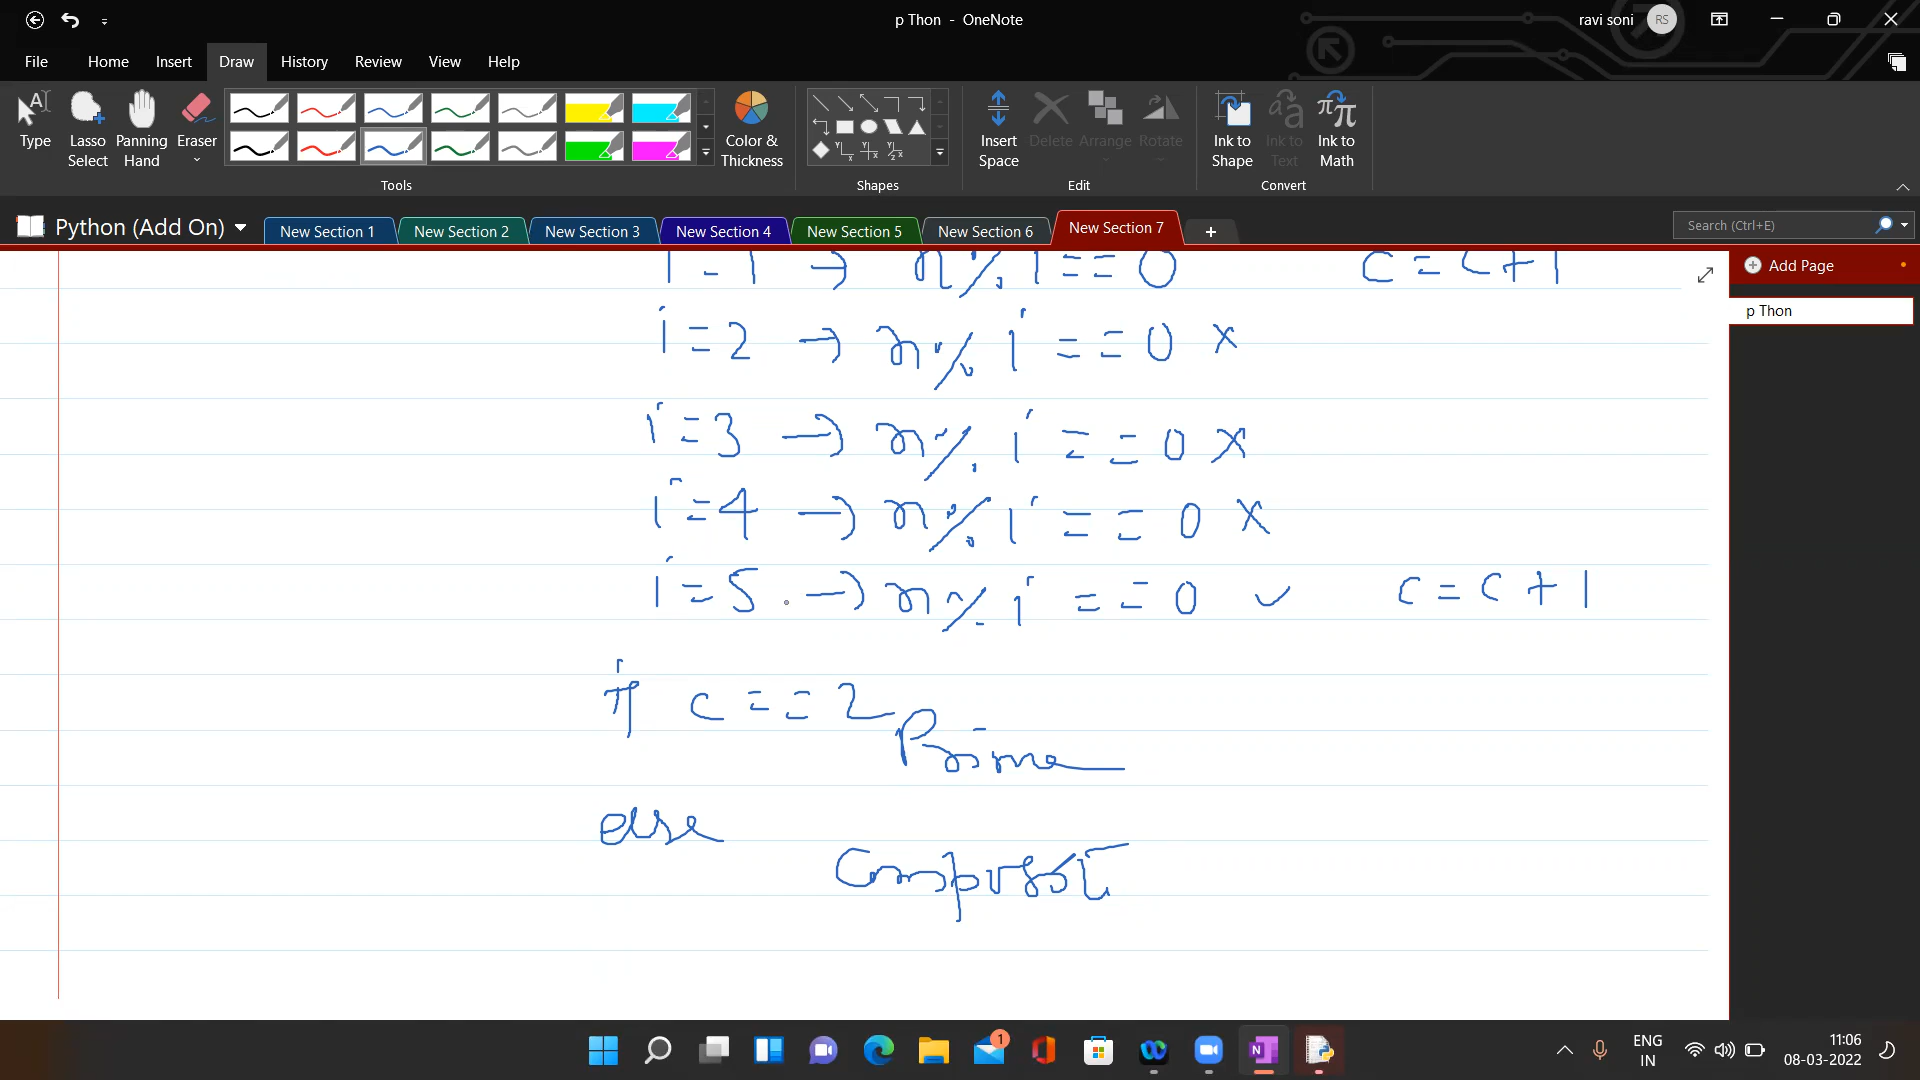 p Thon - OneNote
ravi soni RS
File Home Insert Draw History Review View Help
Type Lasso Select Panning Hand Eraser Color & Thickness Insert Space Delete Arrange Rotate Ink to Shape Ink to Text Ink to Math
Tools Shapes Edit Convert
Python (Add On) New Section 1 New Section 2 New Section 3 New Section 4 New Section 5 New Section 6 New Section 7 + Search (Ctrl+E)
Add Page
p Thon
i = 1 → n % i == 0 c = c + 1
i = 2 → n % i == 0 x
i = 3 → n % i == 0 x
i = 4 → n % i == 0 x
i = 5 → n % i == 0 ✓ c = c + 1
if c == 2
Prime
else
Composit
1
ENG
IN
11:06
08-03-2022